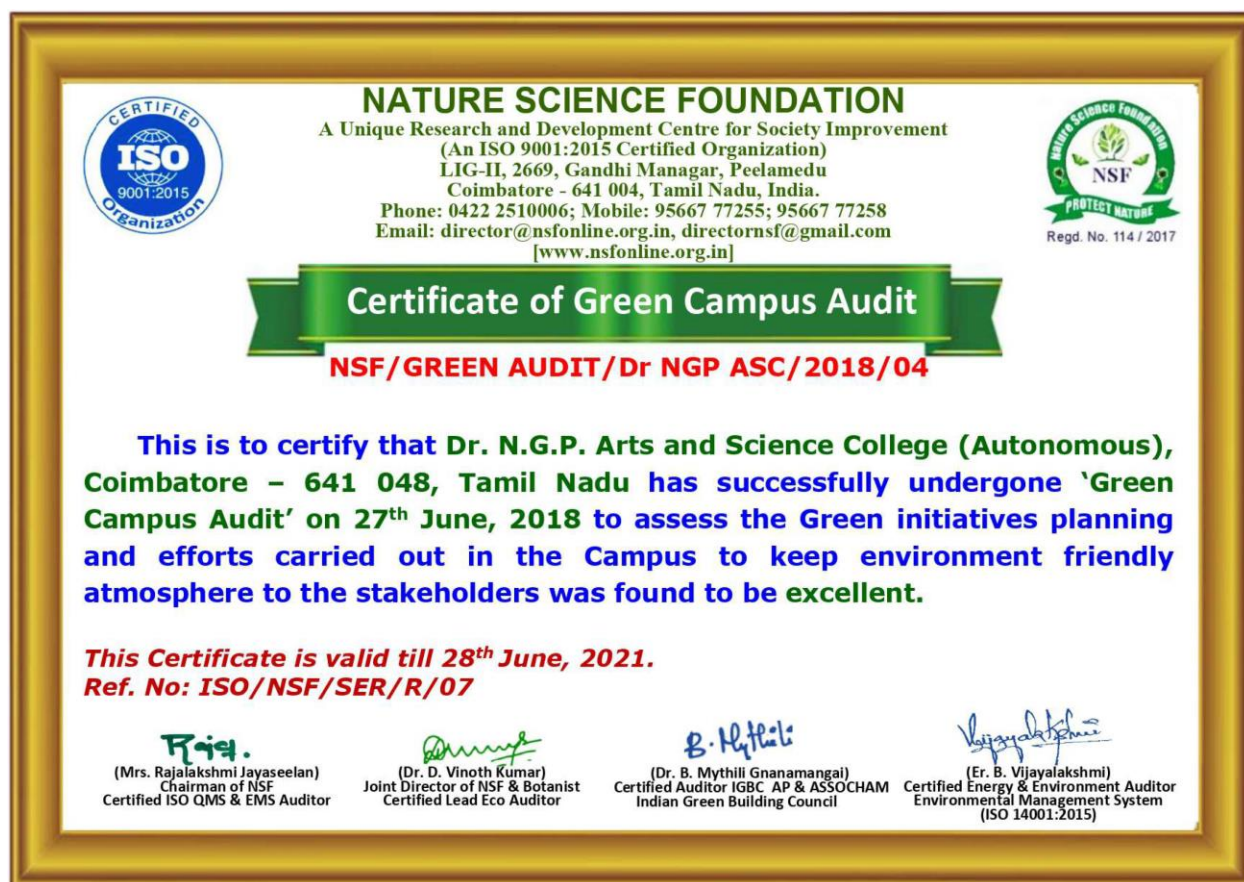 CERTIFIED
ISO
9001:2015
Organization
NATURE SCIENCE FOUNDATION
A Unique Research and Development Centre for Society Improvement
(An ISO 9001:2015 Certified Organization)
LIG-II, 2669, Gandhi Managar, Peelamedu
Coimbatore - 641 004, Tamil Nadu, India.
Phone: 0422 2510006; Mobile: 95667 77255; 95667 77258
Email: director@nsfonline.org.in, directornsf@gmail.com
[www.nsfonline.org.in]
Nature Science Foundation
NSF
PROTECT NATURE
Regd. No. 114 / 2017
Certificate of Green Campus Audit
NSF/GREEN AUDIT/Dr NGP ASC/2018/04
This is to certify that Dr. N.G.P. Arts and Science College (Autonomous),
Coimbatore – 641 048, Tamil Nadu has successfully undergone ‘Green
Campus Audit’ on 27th June, 2018 to assess the Green initiatives planning
and efforts carried out in the Campus to keep environment friendly
atmosphere to the stakeholders was found to be excellent.
This Certificate is valid till 28th June, 2021.
Ref. No: ISO/NSF/SER/R/07
B. Mythili
Vijayalakshmi
(Mrs. Rajalakshmi Jayaseelan)
Chairman of NSF
Certified ISO QMS & EMS Auditor
(Dr. D. Vinoth Kumar)
Joint Director of NSF & Botanist
Certified Lead Eco Auditor
(Dr. B. Mythili Gnanamangai)
Certified Auditor IGBC AP & ASSOCHAM
Indian Green Building Council
(Er. B. Vijayalakshmi)
Certified Energy & Environment Auditor
Environmental Management System
(ISO 14001:2015)